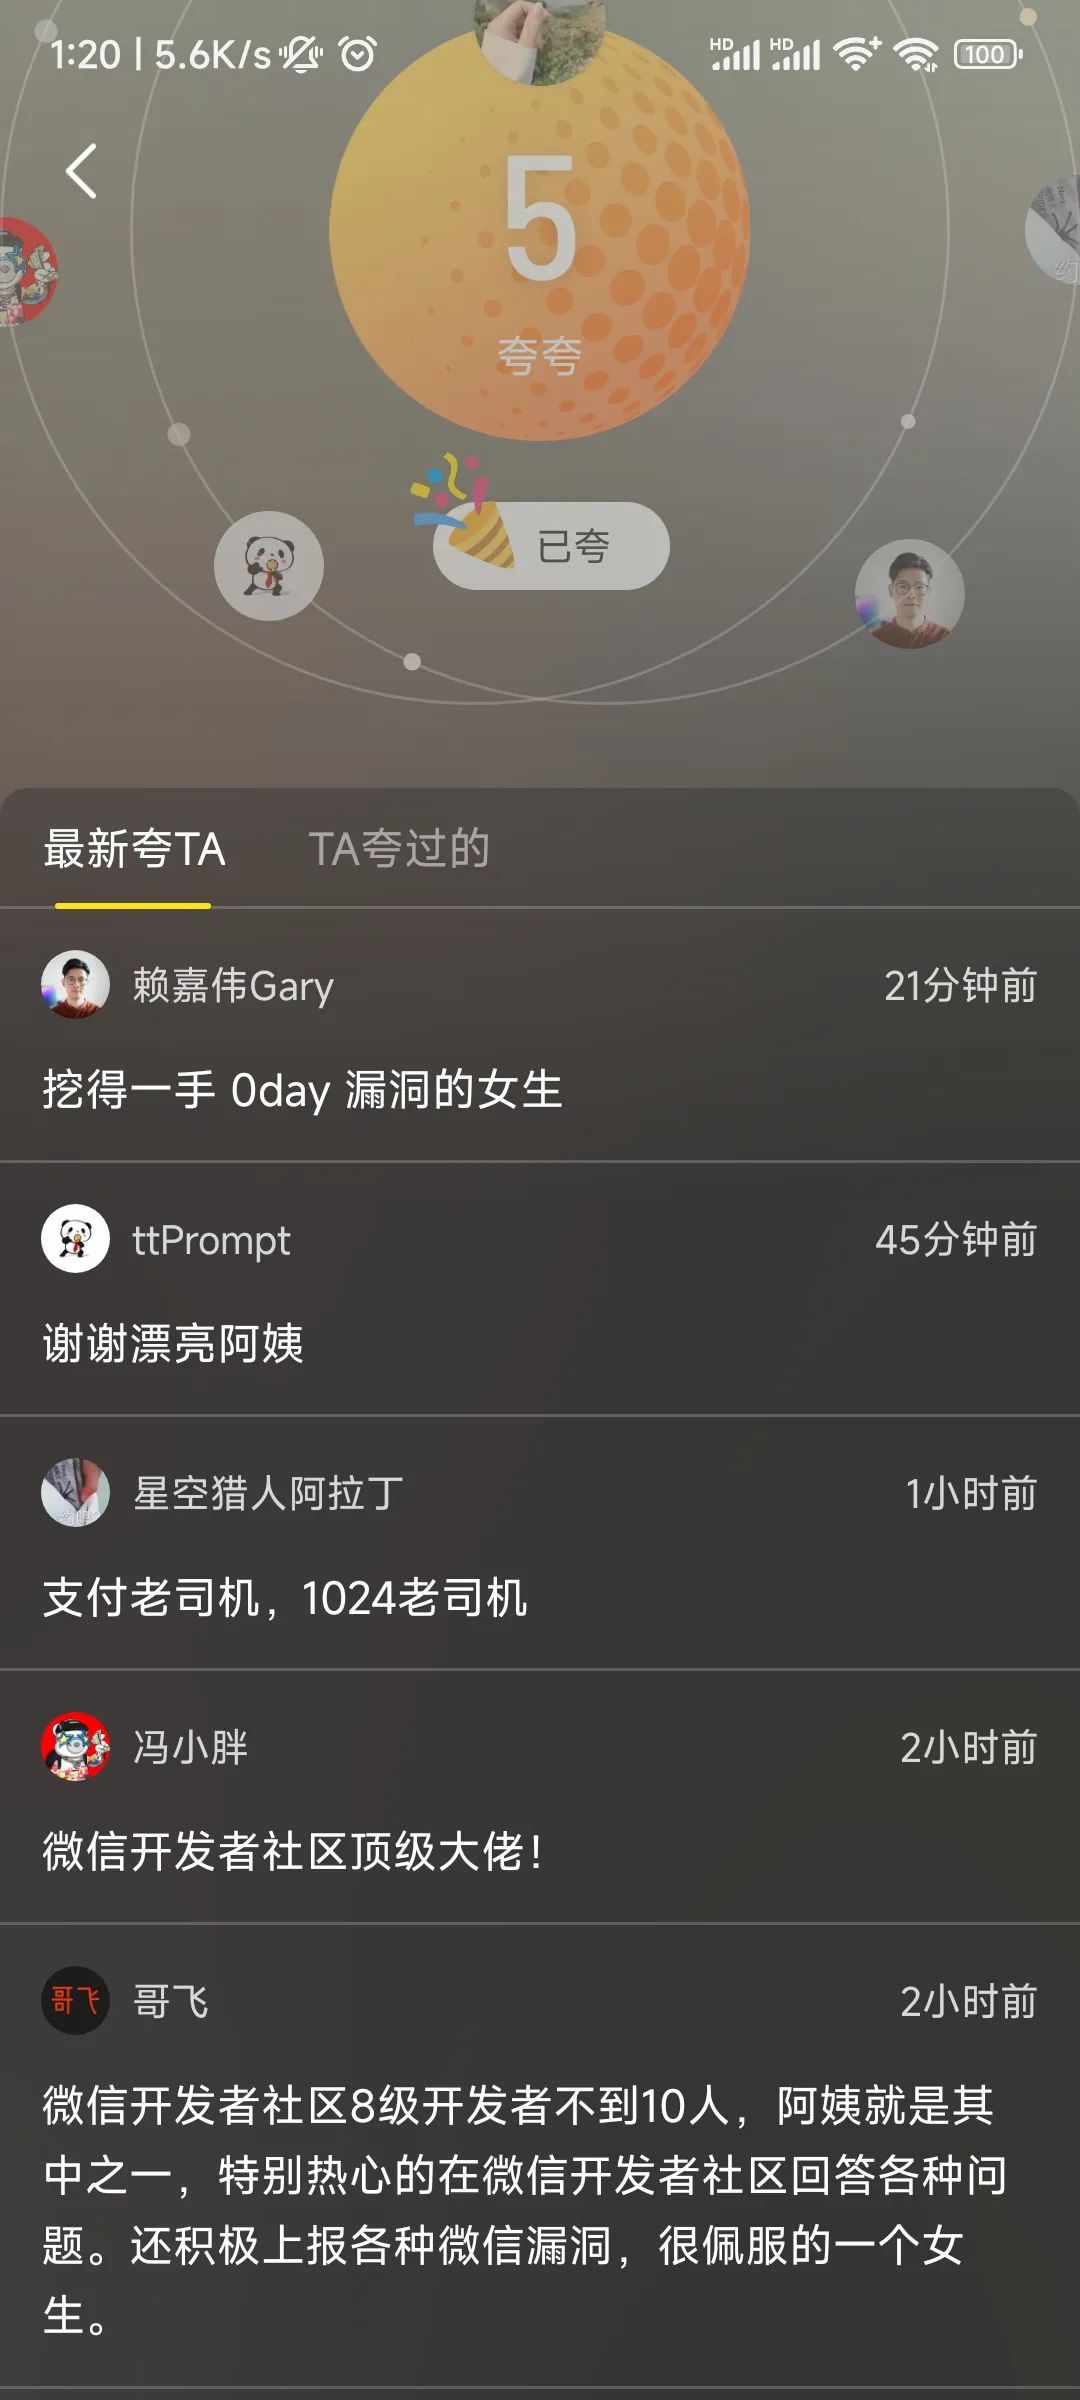 1:20 | 5.6K/s
HD HD 100
5
夸夸
已夸
最新夸TA TA夸过的
赖嘉伟Gary 21分钟前
挖得一手 0day 漏洞的女生
ttPrompt 45分钟前
谢谢漂亮阿姨
星空猎人阿拉丁 1小时前
支付老司机，1024老司机
冯小胖 2小时前
微信开发者社区顶级大佬！
哥飞 哥飞 2小时前
微信开发者社区8级开发者不到10人，阿姨就是其
中之一，特别热心的在微信开发者社区回答各种问
题。还积极上报各种微信漏洞，很佩服的一个女
生。